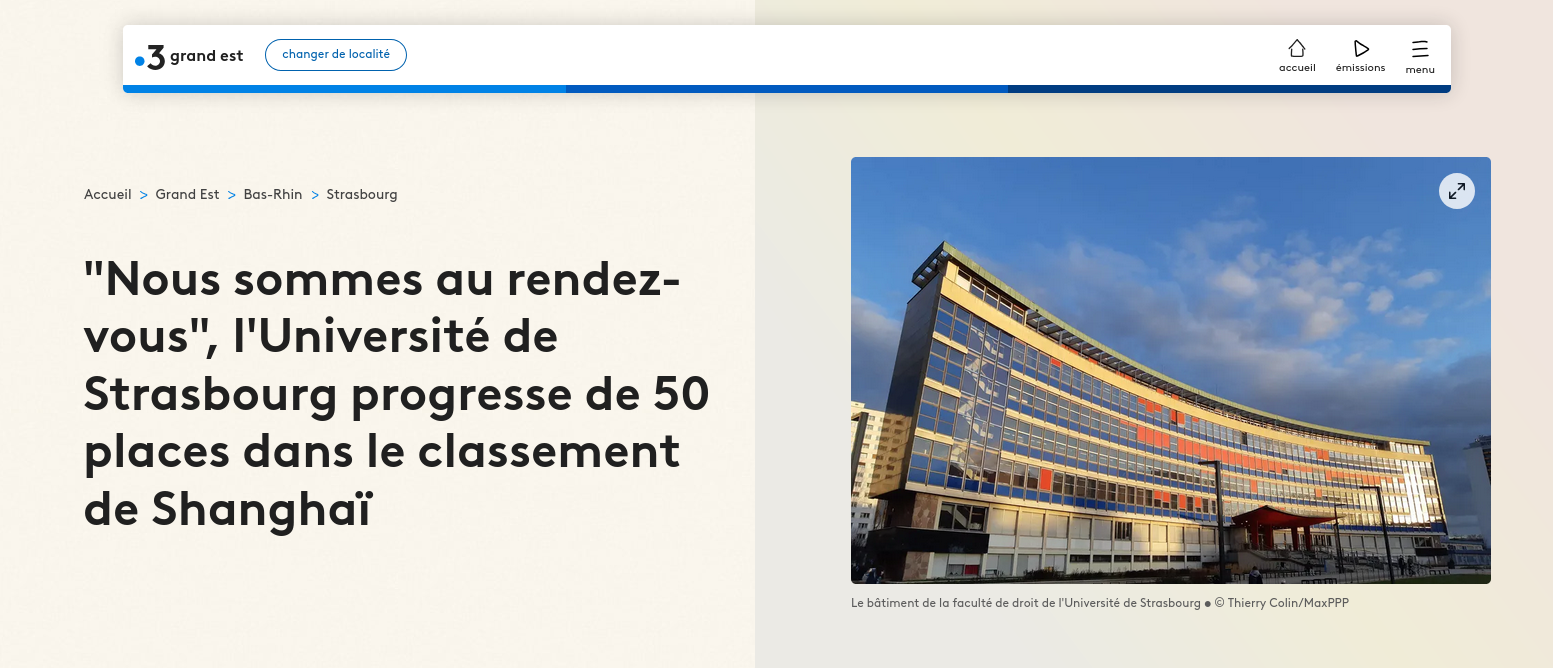 3 grand est
changer de localité
accueil
émissions
menu
Accueil > Grand Est > Bas-Rhin > Strasbourg
"Nous sommes au rendez-
vous", l'Université de
Strasbourg progresse de 50
places dans le classement
de Shanghaï
Le bâtiment de la faculté de droit de l'Université de Strasbourg • © Thierry Colin/MaxPPP